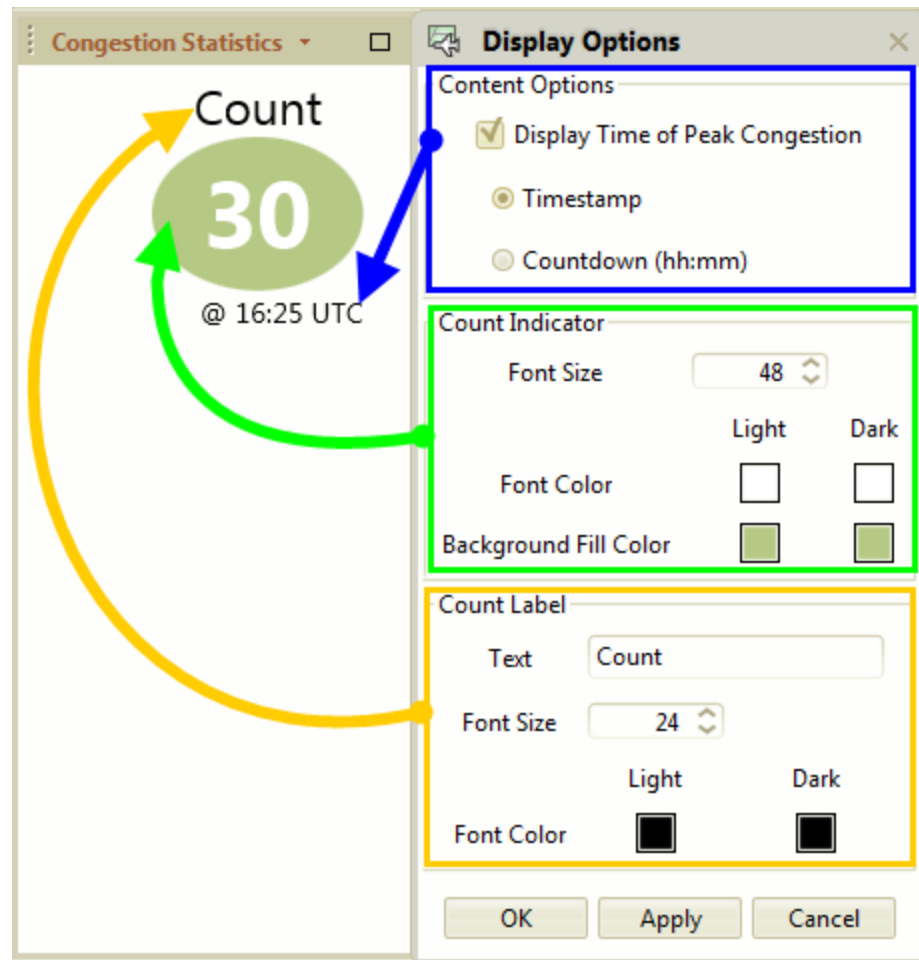 Congestion Statistics
Count
30
@ 16:25 UTC
Display Options
Content Options
Display Time of Peak Congestion
Timestamp
Countdown (hh:mm)
Count Indicator
Font Size 48
Light Dark
Font Color
Background Fill Color
Count Label
Text Count
Font Size 24
Light Dark
Font Color
OK Apply Cancel